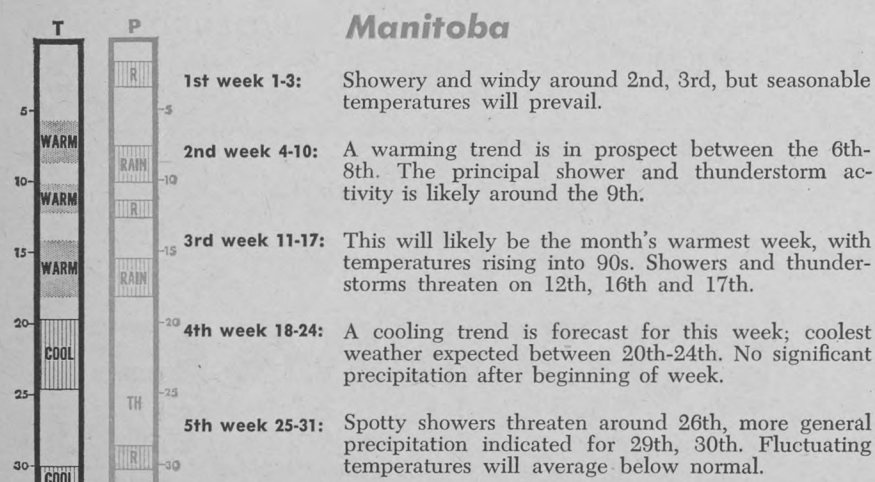 Manitoba
T
P
5-
10-
15-
20-
25-
30-
WARM
WARM
WARM
COOL
COOL
R
RAIN
R
RAIN
TH
R
-5
-10
-15
-20
-25
-30
1st week 1-3: Showery and windy around 2nd, 3rd, but seasonable
temperatures will prevail.
2nd week 4-10: A warming trend is in prospect between the 6th-
8th. The principal shower and thunderstorm ac-
tivity is likely around the 9th.
3rd week 11-17: This will likely be the month's warmest week, with
temperatures rising into 90s. Showers and thunder-
storms threaten on 12th, 16th and 17th.
4th week 18-24: A cooling trend is forecast for this week; coolest
weather expected between 20th-24th. No significant
precipitation after beginning of week.
5th week 25-31: Spotty showers threaten around 26th, more general
precipitation indicated for 29th, 30th. Fluctuating
temperatures will average below normal.